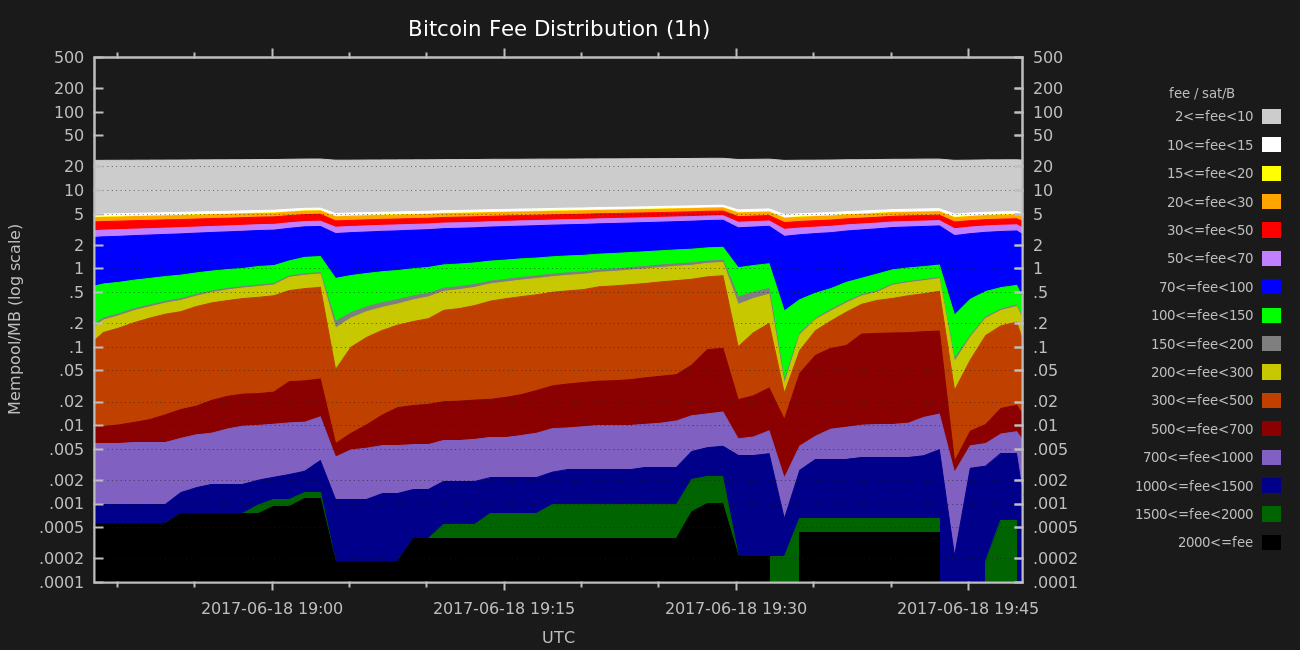 Bitcoin Fee Distribution (1h)
500
200
100
50
20
10
5
2
1
.5
.2
.1
.05
.02
.01
.005
.002
.001
.0005
.0002
.0001
Mempool/MB (log scale)
500
200
100
50
20
10
5
2
1
.5
.2
.1
.05
.02
.01
.005
.002
.001
.0005
.0002
.0001
2017-06-18 19:00
2017-06-18 19:15
2017-06-18 19:30
2017-06-18 19:45
UTC
fee / sat/B
2<=fee<10
10<=fee<15
15<=fee<20
20<=fee<30
30<=fee<50
50<=fee<70
70<=fee<100
100<=fee<150
150<=fee<200
200<=fee<300
300<=fee<500
500<=fee<700
700<=fee<1000
1000<=fee<1500
1500<=fee<2000
2000<=fee